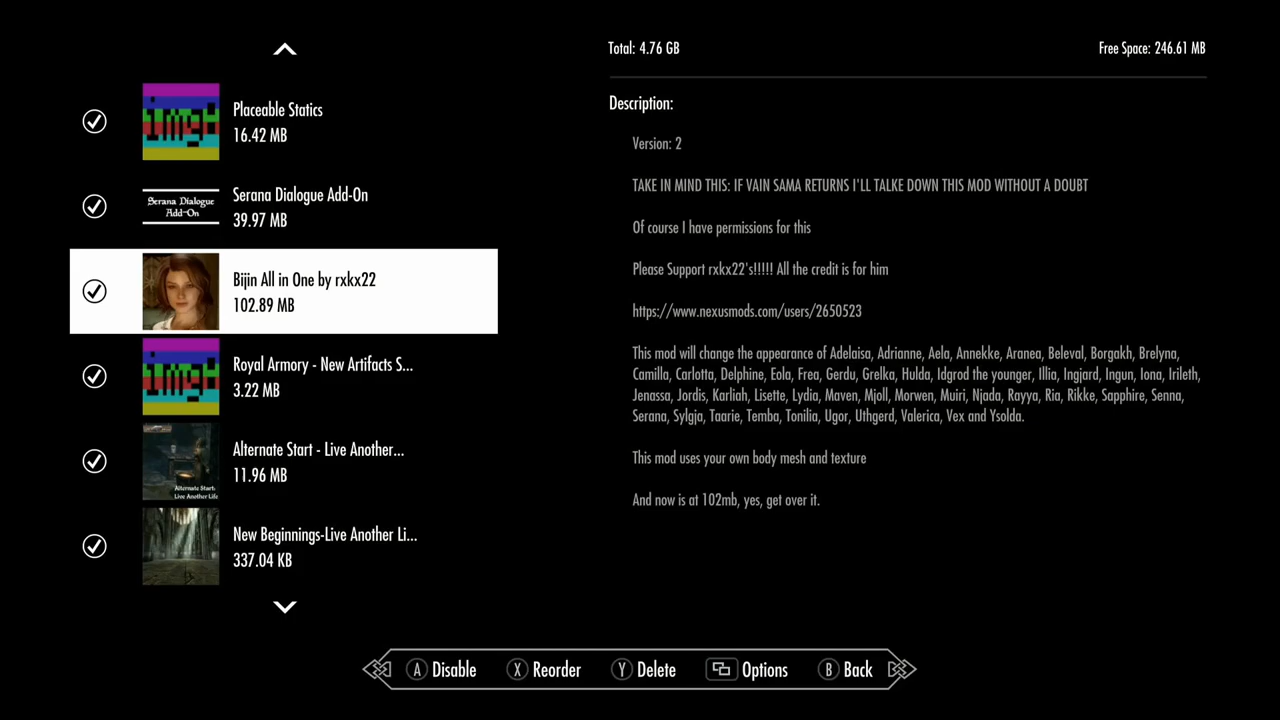 Total: 4.76 GB
Free Space: 246.61 MB
Placeable Statics
16.42 MB
Serana Dialogue Add-On
Serana Dialogue
Add-On
39.97 MB
Bijin All in One by rxkx22
102.89 MB
Royal Armory - New Artifacts S...
3.22 MB
Alternate Start - Live Another...
11.96 MB
Alternate Start-
Live Another Life
New Beginnings-Live Another Li...
337.04 KB
Description:
Version: 2
TAKE IN MIND THIS: IF VAIN SAMA RETURNS I'LL TALKE DOWN THIS MOD WITHOUT A DOUBT
Of course I have permissions for this
Please Support rxkx22's!!!!! All the credit is for him
https://www.nexusmods.com/users/2650523
This mod will change the appearance of Adelaisa, Adrianne, Aela, Annekke, Aranea, Beleval, Borgakh, Brelyna,
Camilla, Carlotta, Delphine, Eola, Frea, Gerdu, Grelka, Hulda, Idgrod the younger, Illia, Ingjard, Ingun, Iona, Irileth,
Jenassa, Jordis, Karliah, Lisette, Lydia, Maven, Mjoll, Morwen, Muiri, Njada, Rayya, Ria, Rikke, Sapphire, Senna,
Serana, Sylgja, Taarie, Temba, Tonilia, Ugor, Uthgerd, Valerica, Vex and Ysolda.
This mod uses your own body mesh and texture
And now is at 102mb, yes, get over it.
A Disable X Reorder Y Delete Options B Back